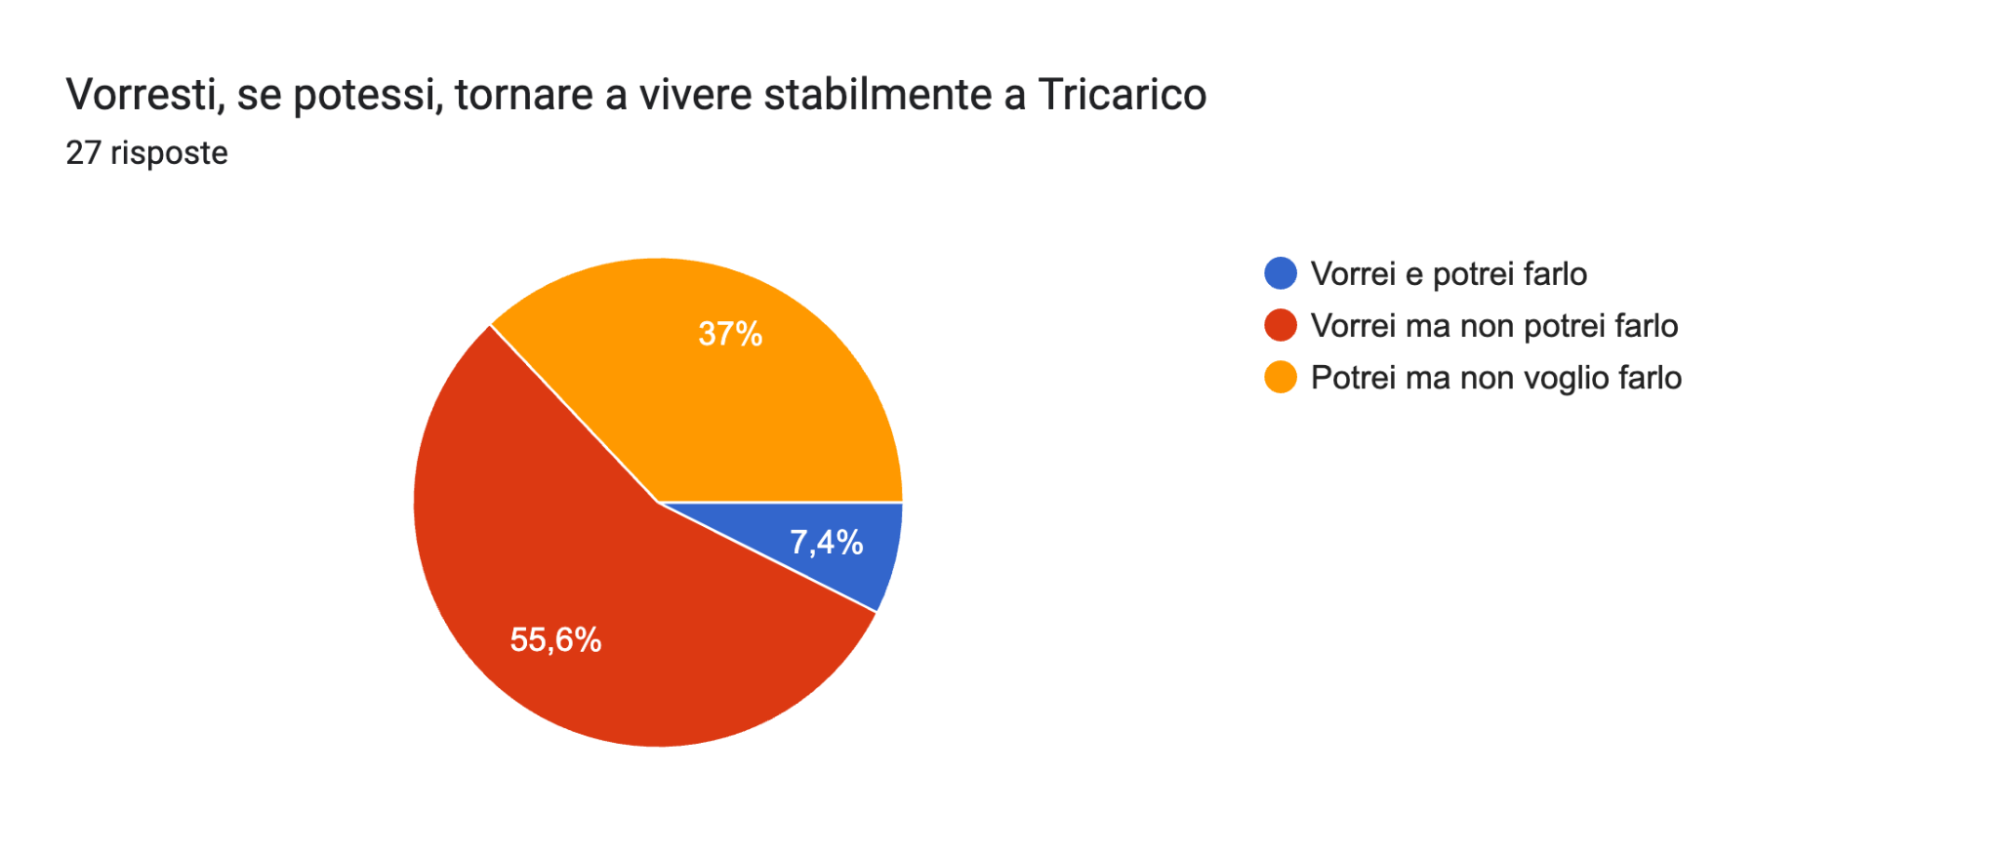 Vorresti, se potessi, tornare a vivere stabilmente a Tricarico
27 risposte
37%
7,4%
55,6%
Vorrei e potrei farlo
Vorrei ma non potrei farlo
Potrei ma non voglio farlo